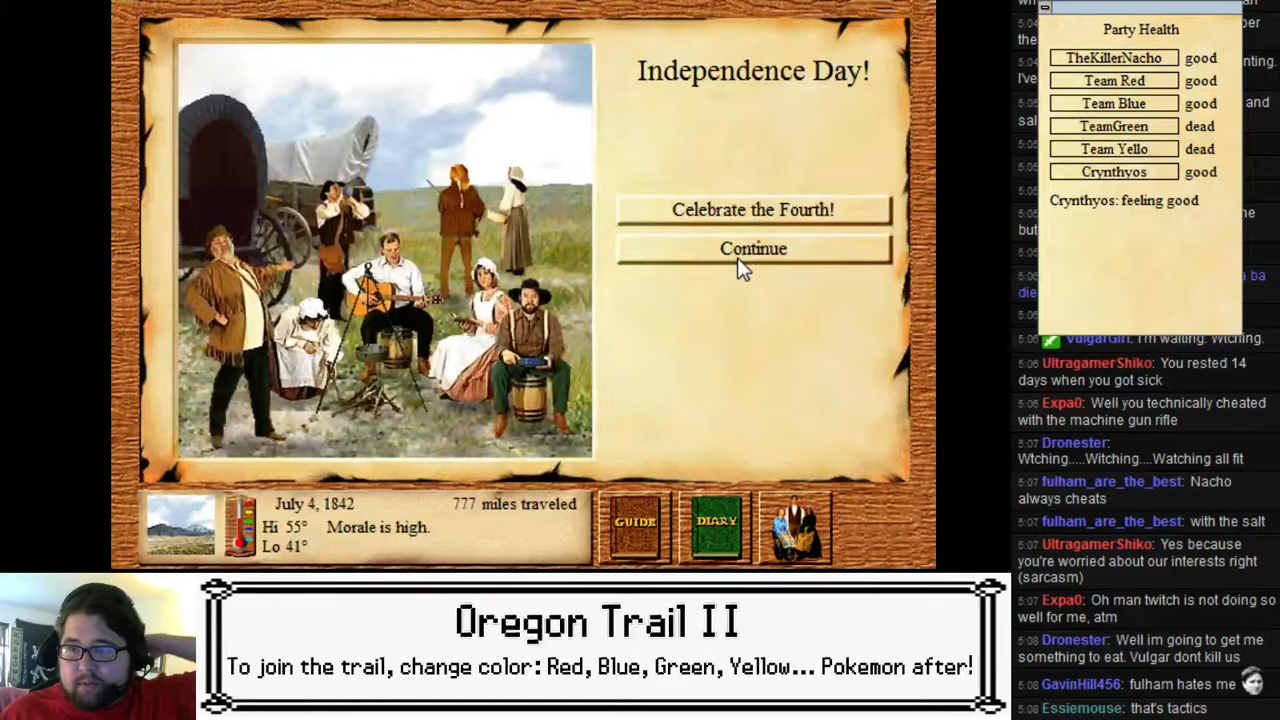 Independence Day!
Celebrate the Fourth!
Continue
July 4, 1842 777 miles traveled
Hi 55° Morale is high.
Lo 41°
GUIDE
DIARY
Oregon Trail II
To join the trail, change color: Red, Blue, Green, Yellow... Pokemon after!
Party Health
TheKillerNacho good
Team Red good
Team Blue good
TeamGreen dead
Team Yello dead
Crynthyos good
Crynthyos: feeling good
5:06 VulgarGirl: I'm waiting. Wtching.
5:06 UltragamerShiko: You rested 14
days when you got sick
5:06 Expa0: Well you technically cheated
with the machine gun rifle
5:07 Dronester:
Wtching.....Witching....Watching all fit
5:07 fulham_are_the_best: Nacho
always cheats
5:07 fulham_are_the_best: with the salt
5:07 UltragamerShiko: Yes because
you're worried about our interests right
(sarcasm)
5:07 Expa0: Oh man twitch is not doing so
well for me, atm
5:08 Dronester: Well im going to get me
something to eat. Vulgar dont kill us
5:08 GavinHill456: fulham hates me
5:08 Essiemouse: that's tactics